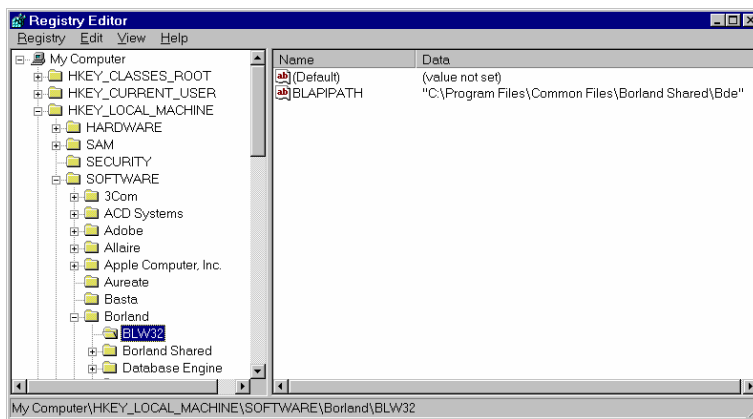 Registry Editor
Registry Edit View Help
My Computer
HKEY_CLASSES_ROOT
HKEY_CURRENT_USER
HKEY_LOCAL_MACHINE
HARDWARE
SAM
SECURITY
SOFTWARE
3Com
ACD Systems
Adobe
Allaire
Apple Computer, Inc.
Aureate
Basta
Borland
BLW32
Borland Shared
Database Engine
Name Data
ab (Default) (value not set)
ab BLAPIPATH "C:\Program Files\Common Files\Borland Shared\Bde"
My Computer\HKEY_LOCAL_MACHINE\SOFTWARE\Borland\BLW32